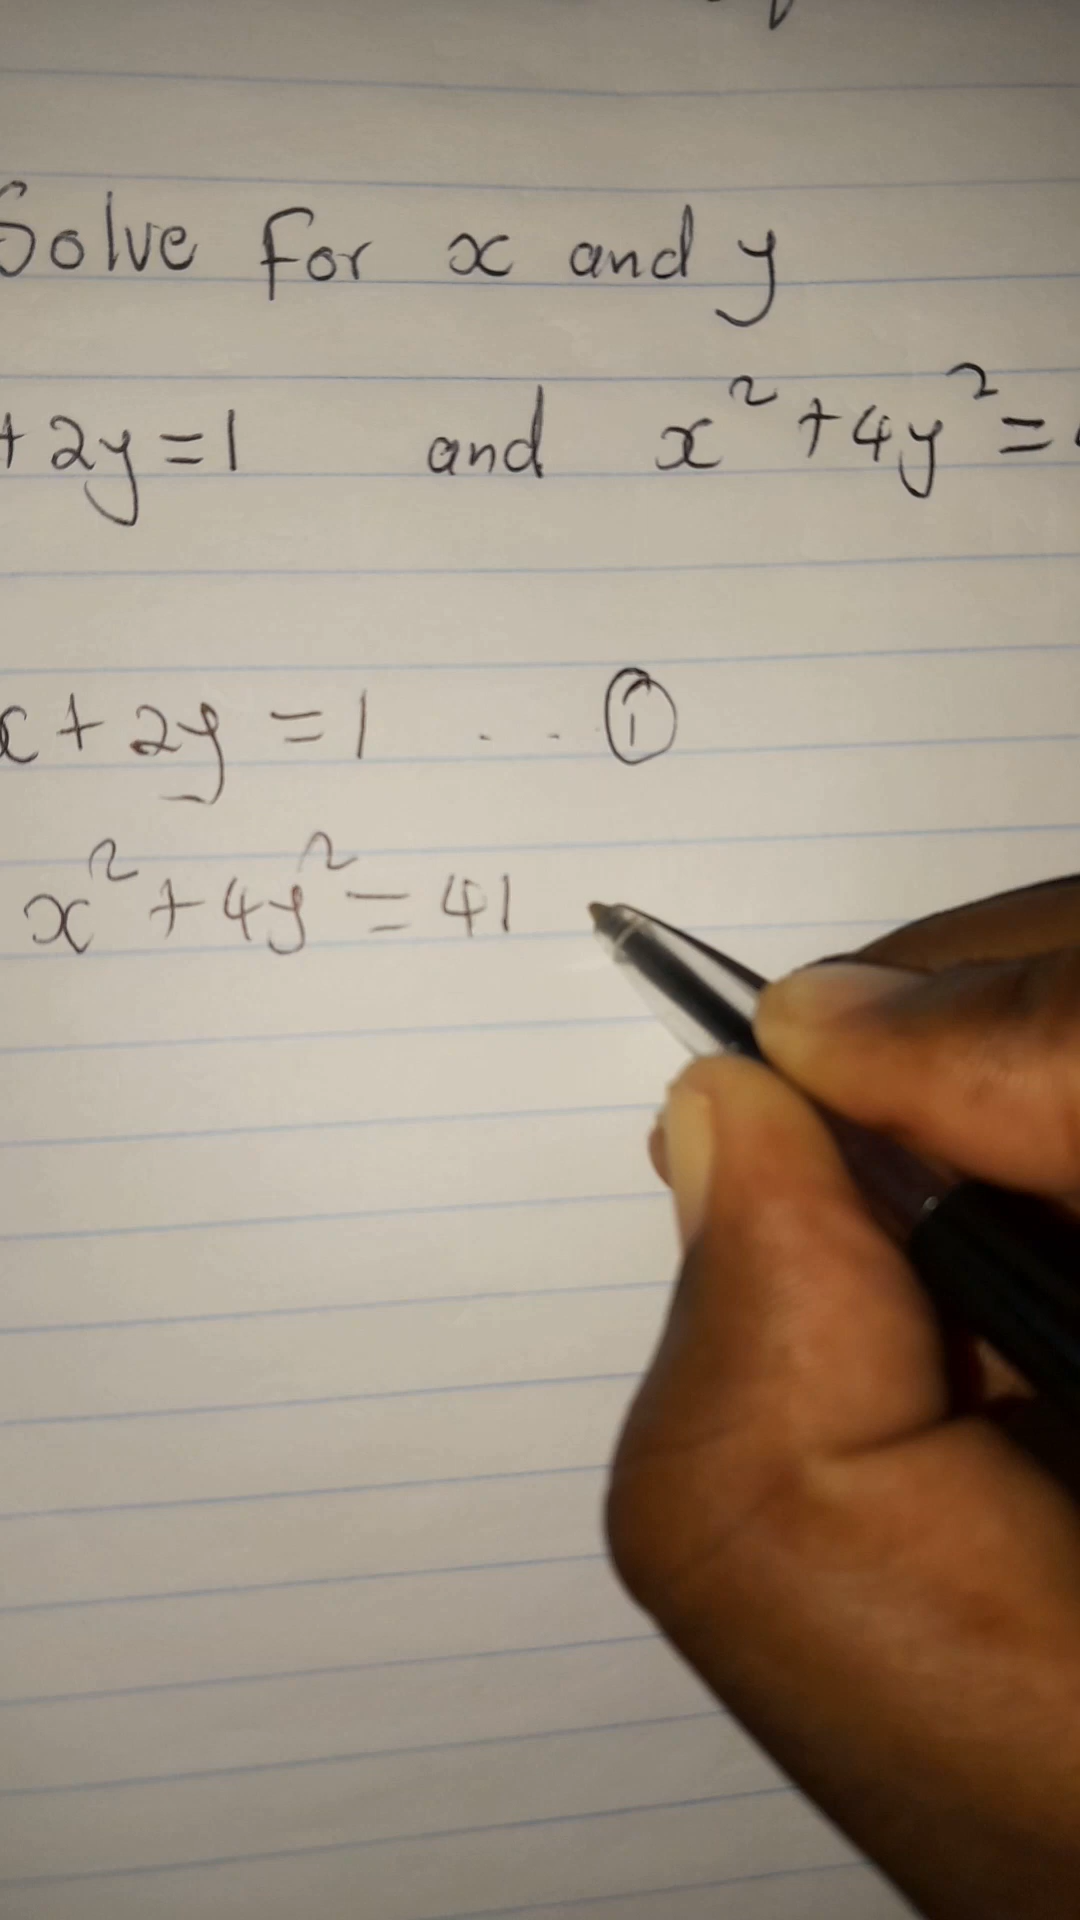 Solve for x and y
+ 2y = 1 and x² + 4y² =
x + 2y = 1 ... ①
x² + 4y² = 41